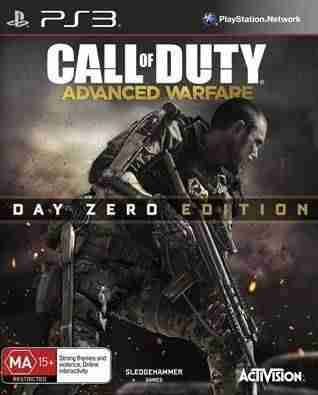 PS3
PlayStation.Network
CALL OF DUTY
ADVANCED WARFARE
DAY ZERO EDITION
MA 15+
RESTRICTED
Strong themes and
violence, Online
interactivity
SLEDGEHAMMER
GAMES
ACTIVISION